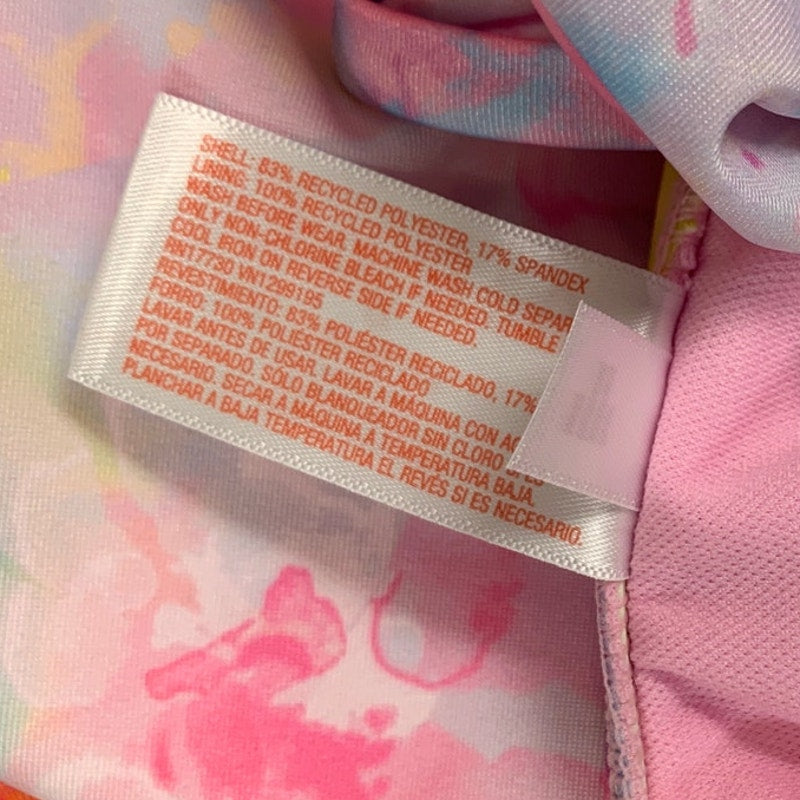 SHELL: 83% RECYCLED POLYESTER, 17% SPANDEX
LINING: 100% RECYCLED POLYESTER
WASH BEFORE WEAR. MACHINE WASH COLD SEPAR
ONLY NON-CHLORINE BLEACH IF NEEDED. TUMBLE
COOL IRON ON REVERSE SIDE IF NEEDED.
RN17730 VN1299195
REVESTIMIENTO: 83% POLIÉSTER RECICLADO, 17%
FORRO: 100% POLIÉSTER RECICLADO
LAVAR ANTES DE USAR. LAVAR A MÁQUINA CON AG
POR SEPARADO. SÓLO BLANQUEADOR SIN CLORO
NECESARIO. SECAR A MÁQUINA A TEMPERATURA BAJA.
PLANCHAR A BAJA TEMPERATURA EL REVÉS SI ES NECESARIO.